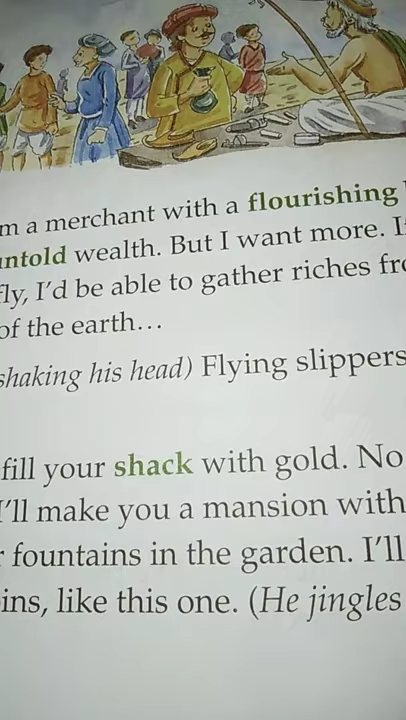 m a merchant with a flourishing
untold wealth. But I want more. I
fly, I'd be able to gather riches fro
of the earth…
shaking his head) Flying slippers
fill your shack with gold. No
I'll make you a mansion with
r fountains in the garden. I'll
ins, like this one. (He jingles